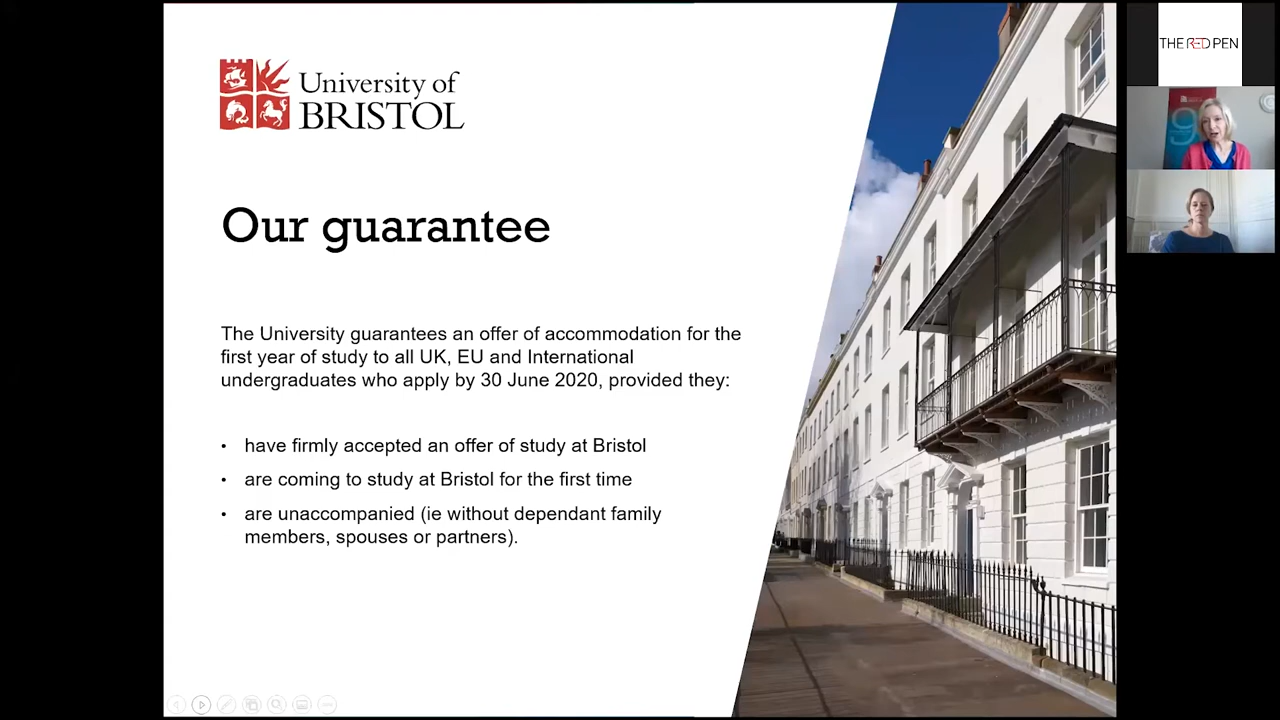 University of
BRISTOL
Our guarantee
The University guarantees an offer of accommodation for the
first year of study to all UK, EU and International
undergraduates who apply by 30 June 2020, provided they:
• have firmly accepted an offer of study at Bristol
• are coming to study at Bristol for the first time
• are unaccompanied (ie without dependant family
members, spouses or partners).
THE RED PEN